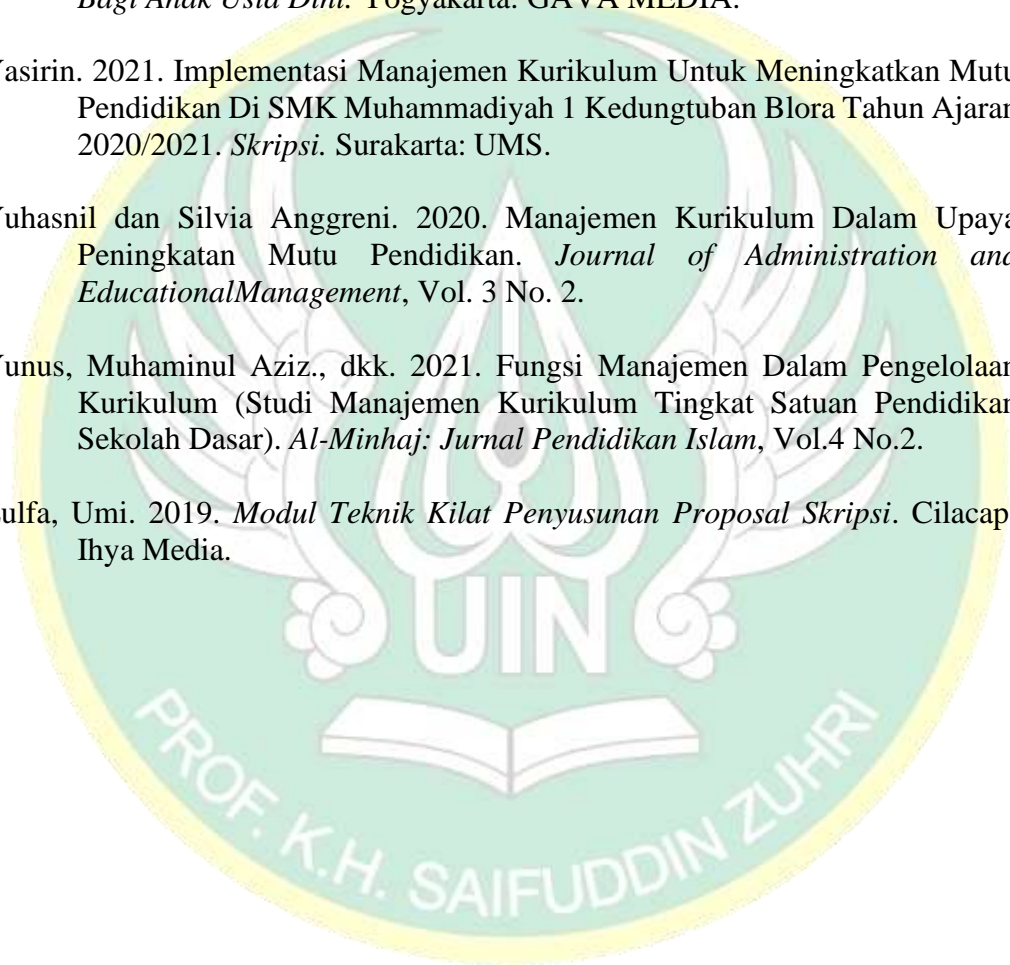 Bagi Anak Usia Dini. Yogyakarta: GAVA MEDIA.
asirin. 2021. Implementasi Manajemen Kurikulum Untuk Meningkatkan Mutu
Pendidikan Di SMK Muhammadiyah 1 Kedungtuban Blora Tahun Ajaran
2020/2021. Skripsi. Surakarta: UMS.
uhasnil dan Silvia Anggreni. 2020. Manajemen Kurikulum Dalam Upaya
Peningkatan Mutu Pendidikan. Journal of Administration and
EducationalManagement, Vol. 3 No. 2.
unus, Muhaminul Aziz., dkk. 2021. Fungsi Manajemen Dalam Pengelolaan
Kurikulum (Studi Manajemen Kurikulum Tingkat Satuan Pendidikan
Sekolah Dasar). Al-Minhaj: Jurnal Pendidikan Islam, Vol.4 No.2.
ulfa, Umi. 2019. Modul Teknik Kilat Penyusunan Proposal Skripsi. Cilacap
Ihya Media.
UIN
PROF. K.H. SAIFUDDIN ZUHRI